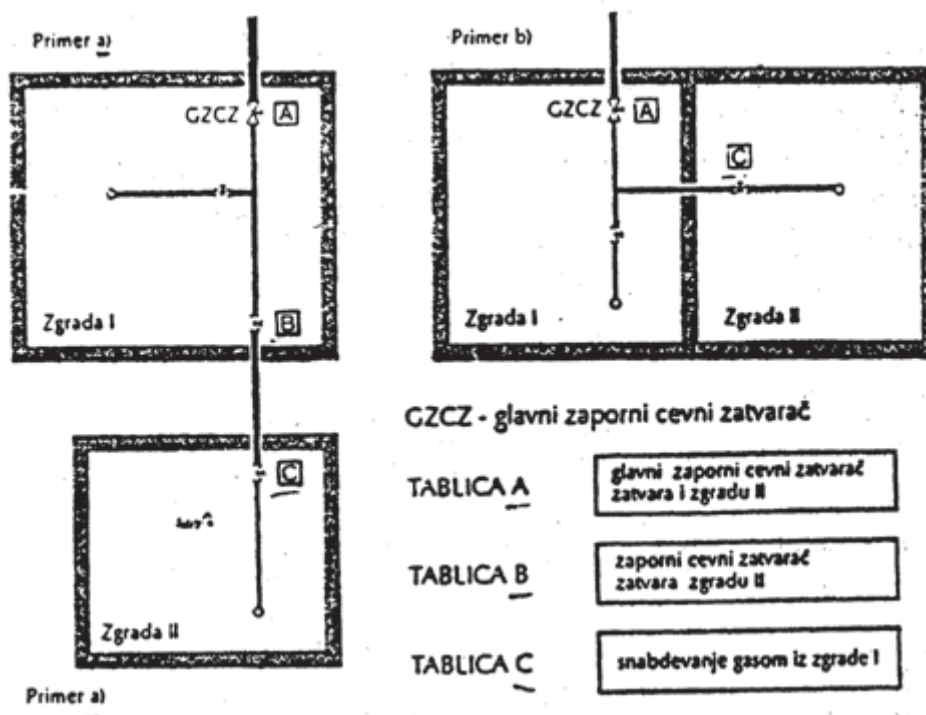 Primer a)
GZCZ A
Zgrada I
B
C
Zgrada II
Primer a)
Primer b)
GZCZ A
C
Zgrada I
Zgrada II
GZCZ - glavni zaporni cevni zatvarač
TABLICA A
glavni zaporni cevni zatvarač
zatvara i zgradu II
TABLICA B
zaporni cevni zatvarač
zatvara zgradu II
TABLICA C
snabdevanje gasom iz zgrade I